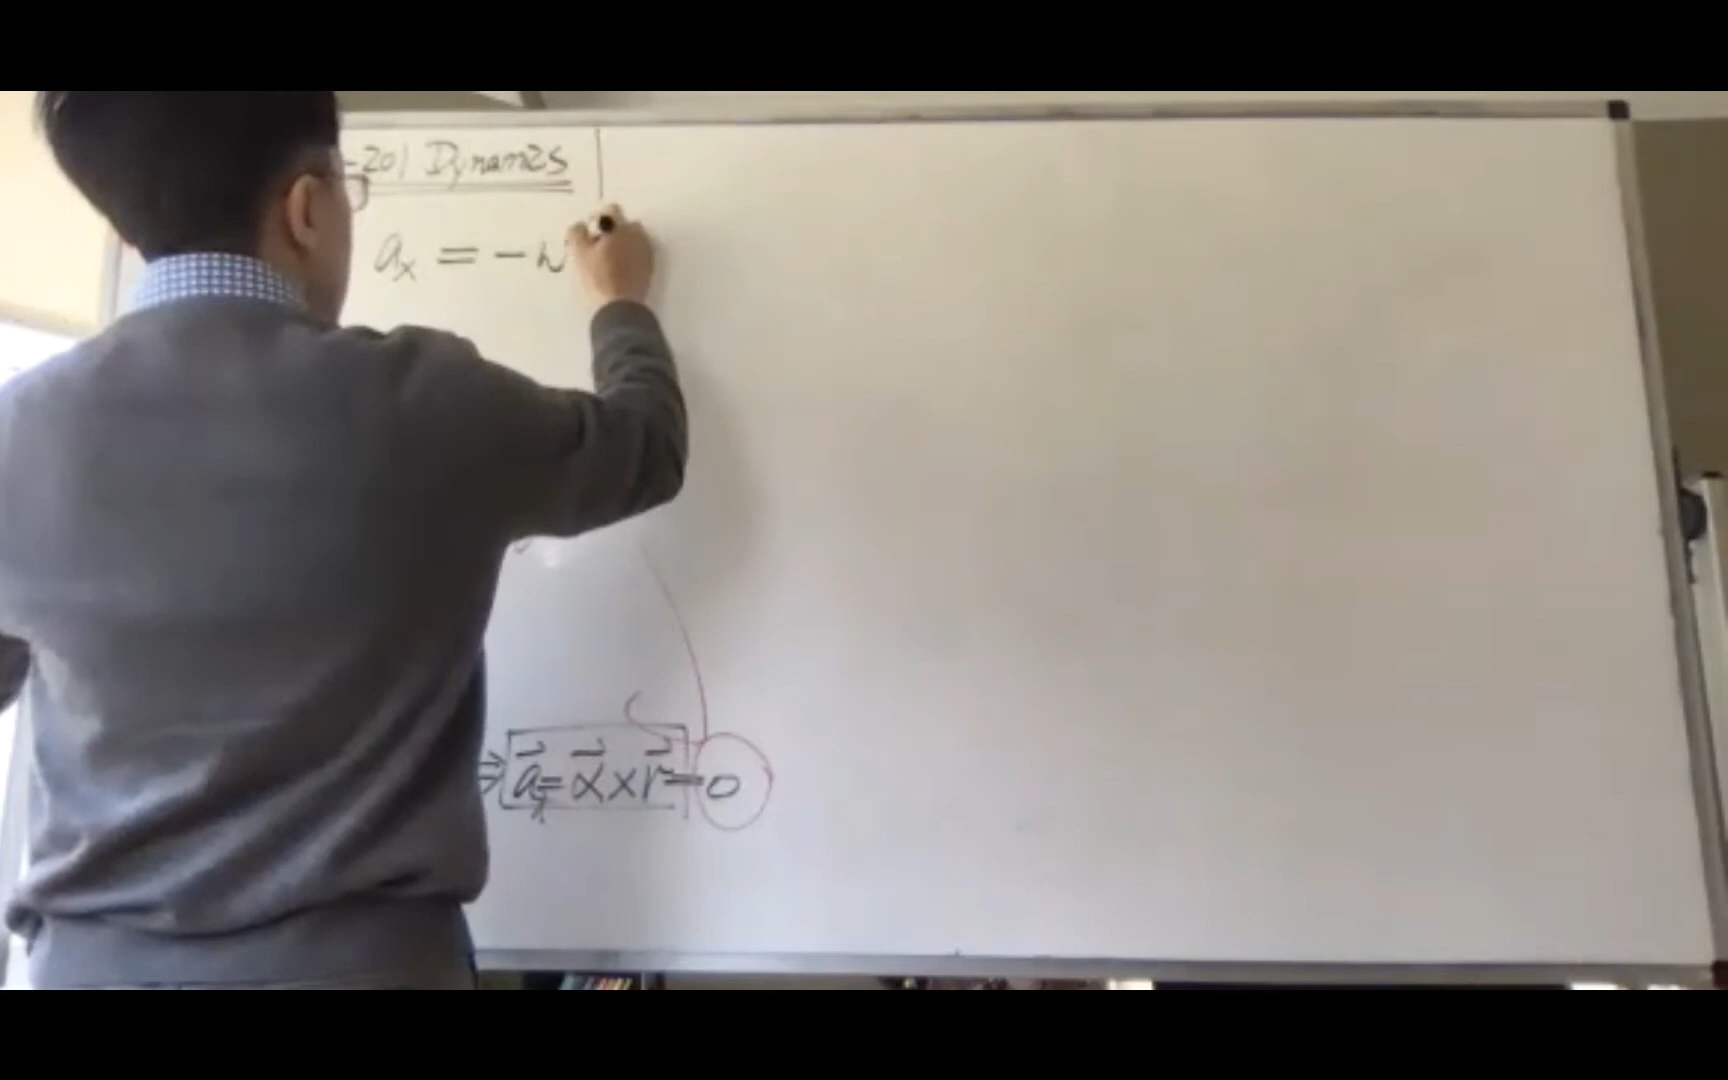 -201 Dynamics
aₓ = -ω
⇒ a⃗ₜ = α⃗ × r⃗ = 0